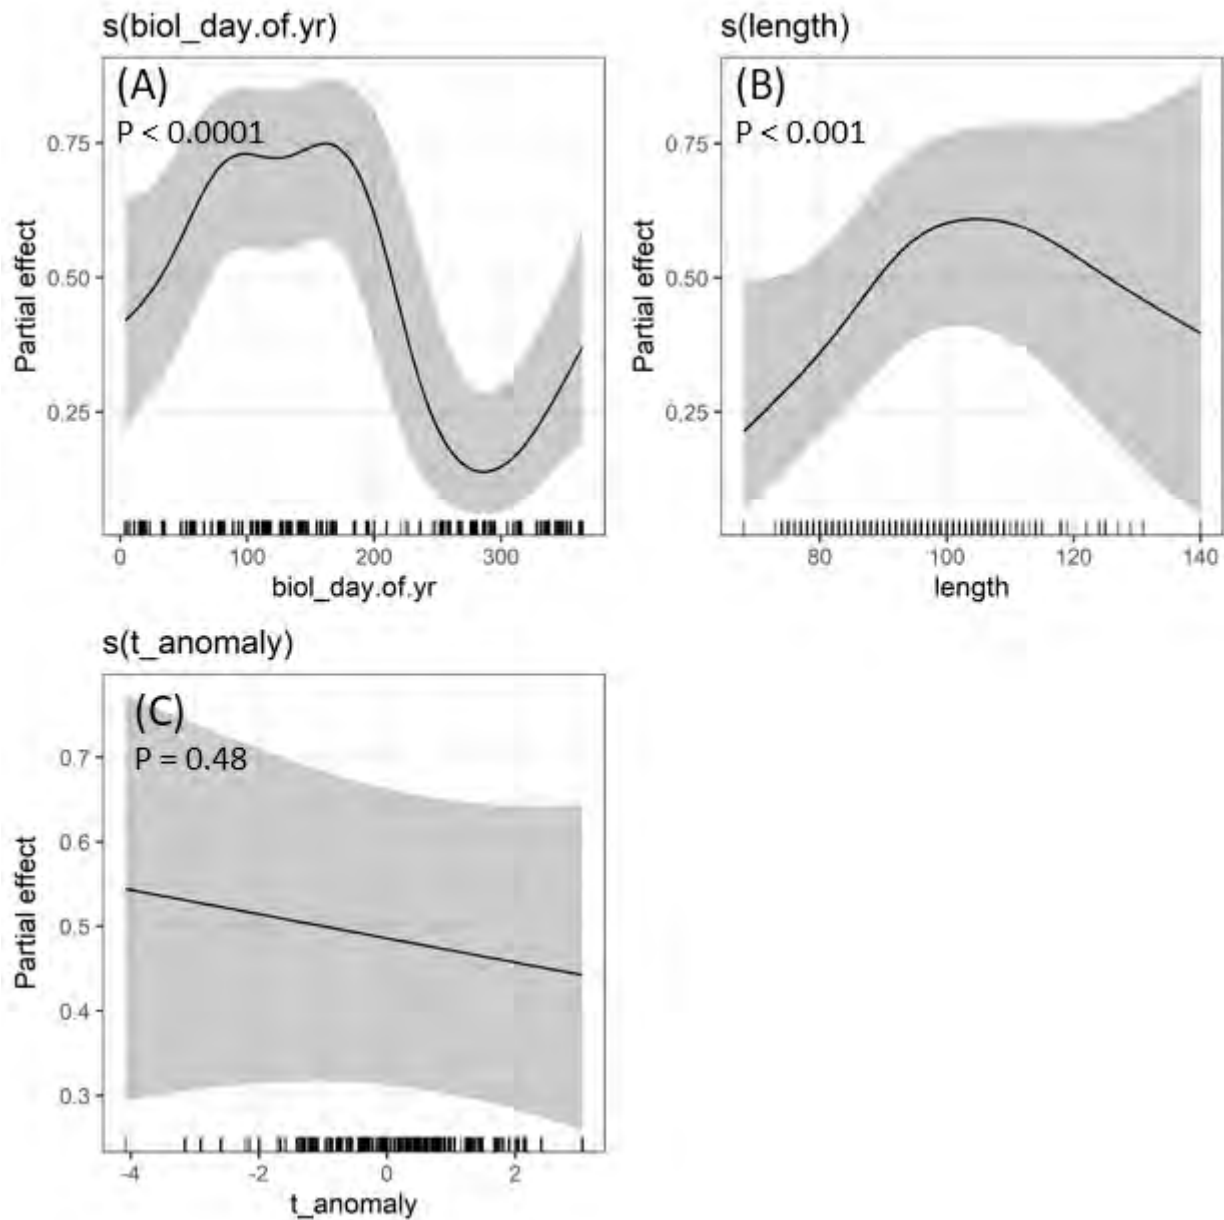 s(biol_day.of.yr)
(A)
P < 0.0001
0.75
0.50
0.25
Partial effect
0
100
200
300
biol_day.of.yr
s(length)
(B)
P < 0.001
0.75
0.50
0.25
Partial effect
80
100
120
140
length
s(t_anomaly)
(C)
P = 0.48
0.7
0.6
0.5
0.4
0.3
Partial effect
-4
-2
0
2
t_anomaly